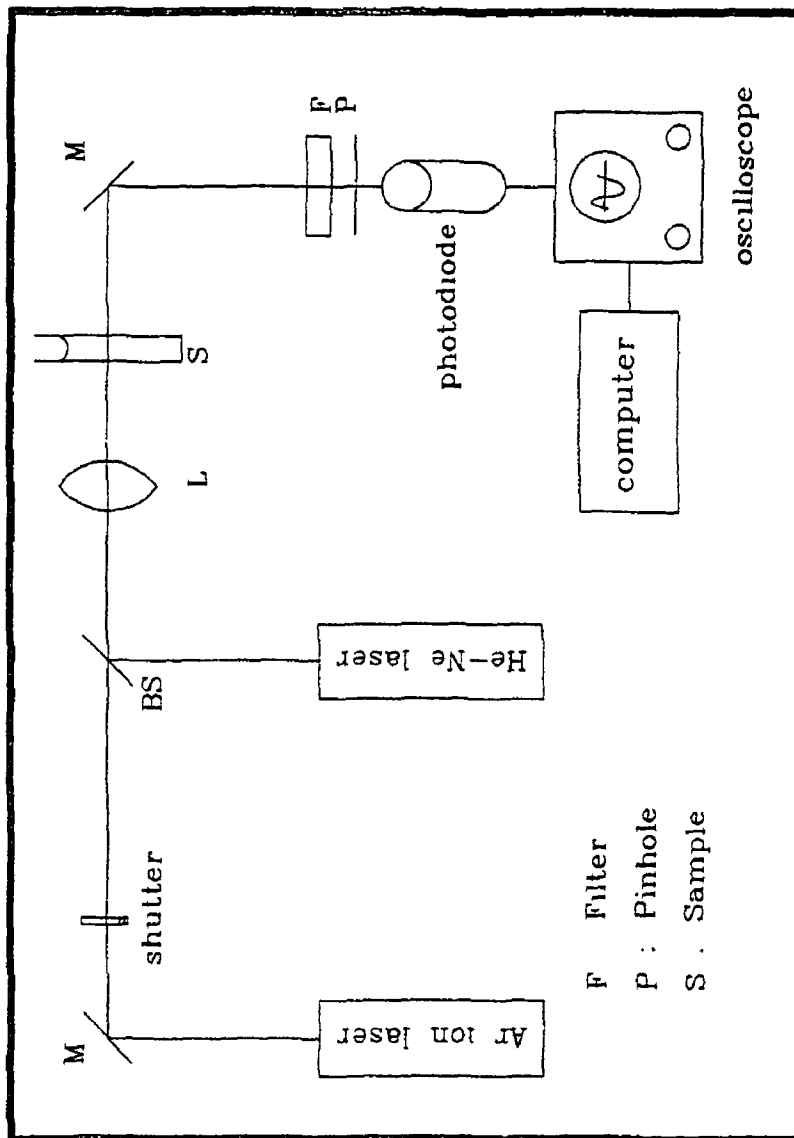 M
shutter
BS
L
S
M
F
P
Ar ion laser
He-Ne laser
photodiode
computer
oscilloscope
F Filter
P : Pinhole
S . Sample